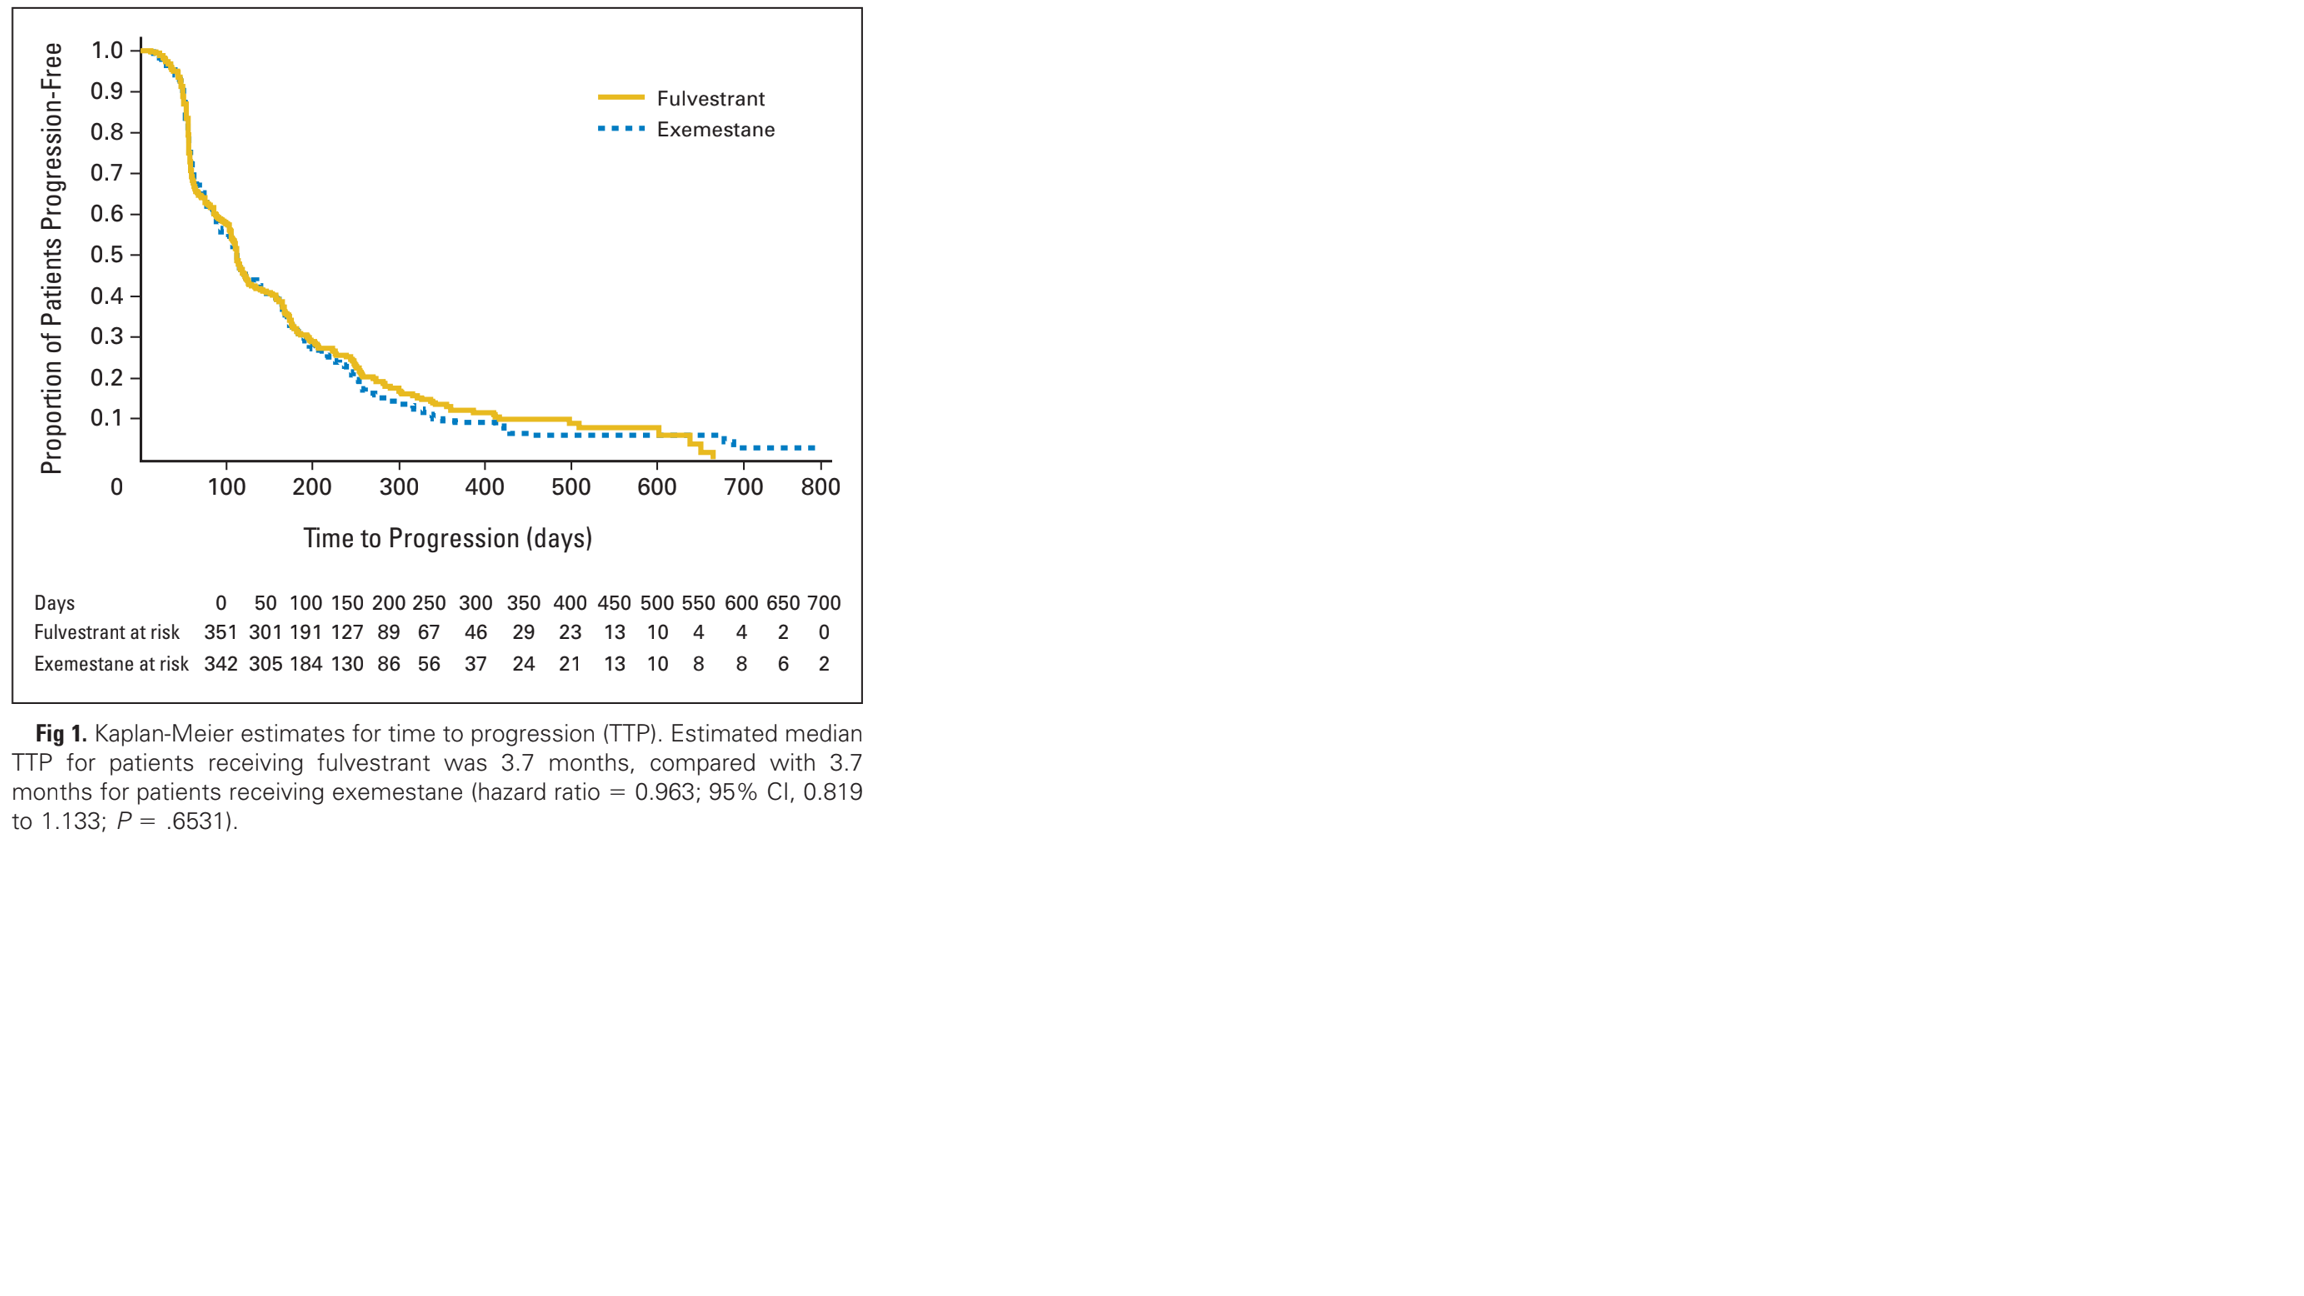 Proportion of Patients Progression-Free
1.0
0.9
0.8
0.7
0.6
0.5
0.4
0.3
0.2
0.1
Fulvestrant
Exemestane
0 100 200 300 400 500 600 700 800
Time to Progression (days)
Days 0 50 100 150 200 250 300 350 400 450 500 550 600 650 700
Fulvestrant at risk 351 301 191 127 89 67 46 29 23 13 10 4 4 2 0
Exemestane at risk 342 305 184 130 86 56 37 24 21 13 10 8 8 6 2
Fig 1. Kaplan-Meier estimates for time to progression (TTP). Estimated median
TTP for patients receiving fulvestrant was 3.7 months, compared with 3.7
months for patients receiving exemestane (hazard ratio = 0.963; 95% CI, 0.819
to 1.133; P = .6531).